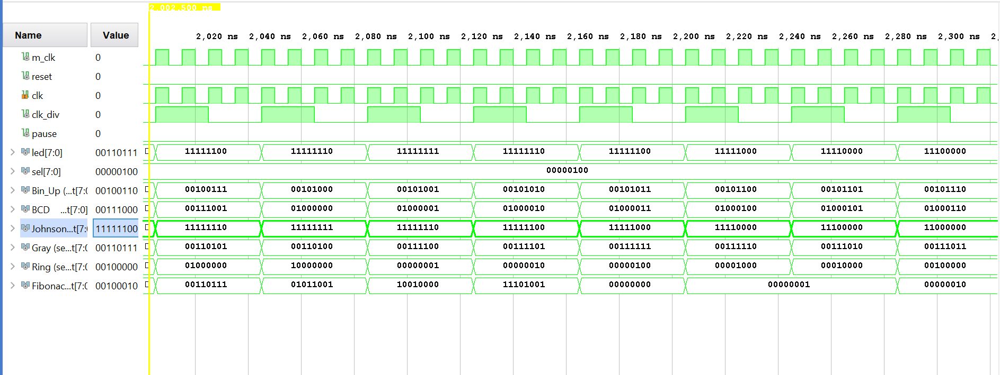 2,002.500 ns
Name Value 2,020 ns 2,040 ns 2,060 ns 2,080 ns 2,100 ns 2,120 ns 2,140 ns 2,160 ns 2,180 ns 2,200 ns 2,220 ns 2,240 ns 2,260 ns 2,280 ns 2,300 ns 2,
m_clk 0
reset 0
clk 0
clk_div 0
pause 0
led[7:0] 00110111 11111100 11111110 11111111 11111110 11111100 11111000 11110000 11100000
sel[7:0] 00000100 00000100
Bin_Up (...t[7:0 00100110 00100111 00101000 00101001 00101010 00101011 00101100 00101101 00101110
BCD ...t[7:0] 00111000 00111001 01000000 01000001 01000010 01000011 01000100 01000101 01000110
Johnson...t[7:0 11111100 11111110 11111111 11111110 11111100 11111000 11110000 11100000 11000000
Gray (se...t[7:0 00110111 00110101 00110100 00111100 00111101 00111111 00111110 00111010 00111011
Ring (se...t[7:0 00100000 01000000 10000000 00000001 00000010 00000100 00001000 00010000 00100000
Fibonac...t[7:0 00100010 00110111 01011001 10010000 11101001 00000000 00000001 00000010